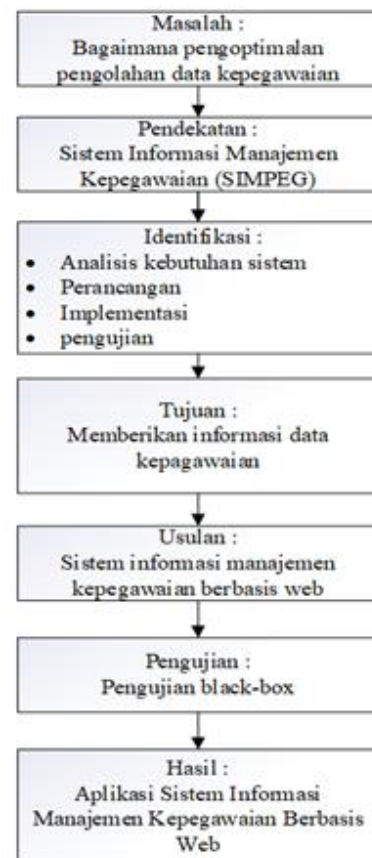 Masalah :
Bagaimana pengoptimalan
pengolahan data kepegawaian
Pendekatan :
Sistem Informasi Manajemen
Kepegawaian (SIMPEG)
Identifikasi :
• Analisis kebutuhan sistem
• Perancangan
• Implementasi
• pengujian
Tujuan :
Memberikan informasi data
kepagawaian
Usulan :
Sistem informasi manajemen
kepegawaian berbasis web
Pengujian :
Pengujian black-box
Hasil :
Aplikasi Sistem Informasi
Manajemen Kepegawaian Berbasis
Web